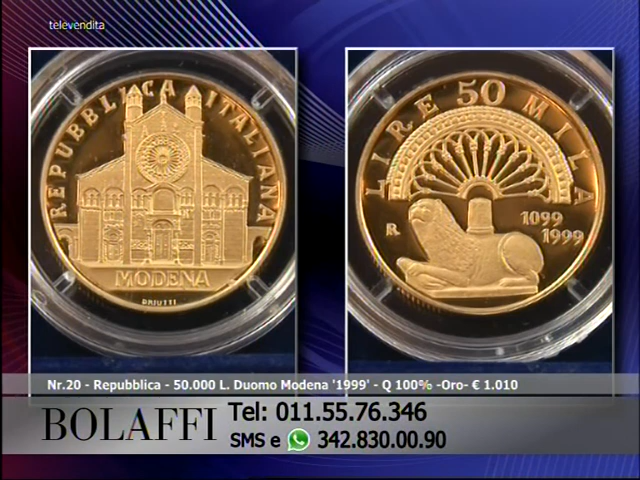 televendita
REPUBBLICA ITALIANA
MODENA
DRIUTTI
LIRE 50 MILA
R
1099
1999
Nr.20 - Repubblica - 50.000 L. Duomo Modena '1999' - Q 100% -Oro- € 1.010
BOLAFFI
Tel: 011.55.76.346
SMS e 342.830.00.90